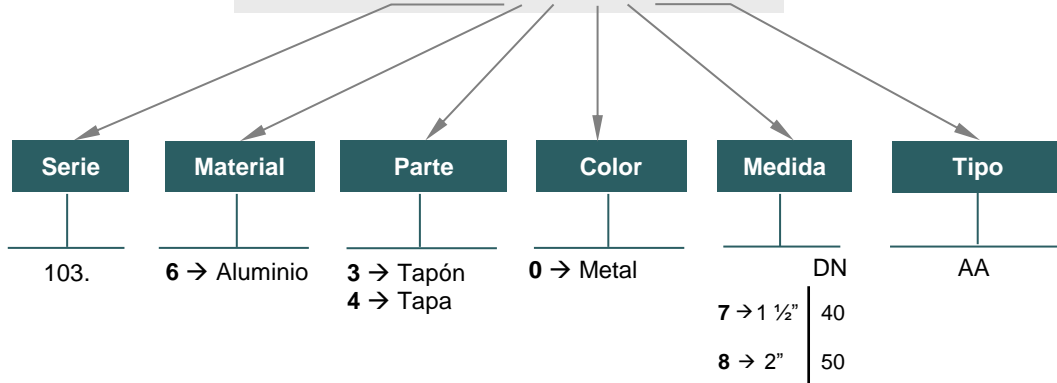 Serie Material Parte Color Medida Tipo
103. 6 → Aluminio 3 → Tapón 0 → Metal DN AA
4 → Tapa
7 → 1 ½” 40
8 → 2” 50